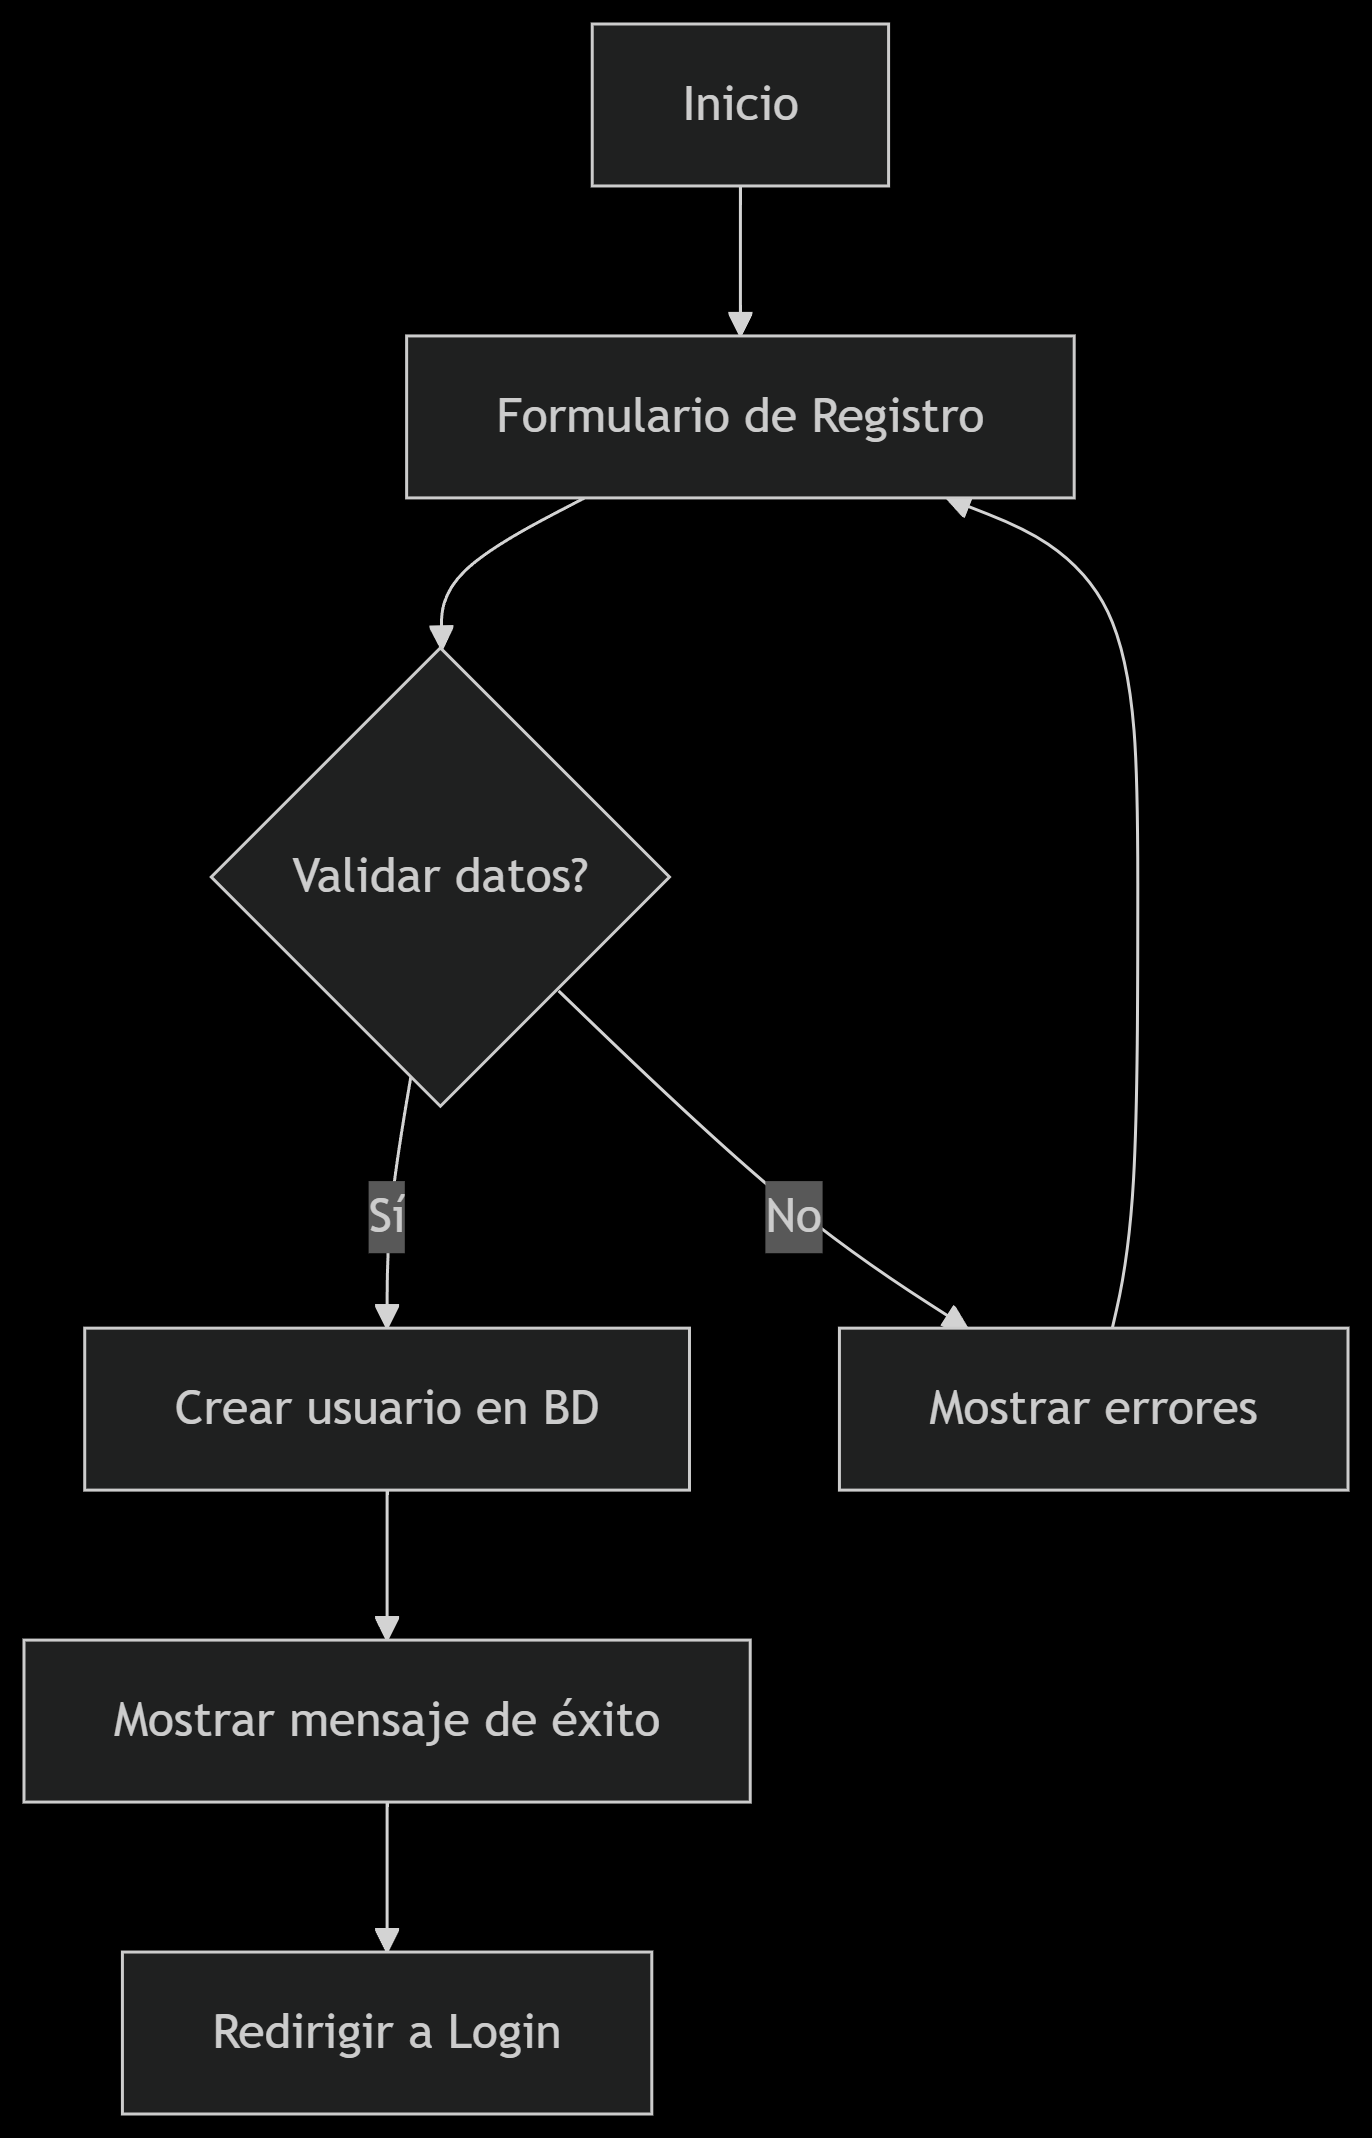 Inicio
Formulario de Registro
Validar datos?
Sí
No
Crear usuario en BD
Mostrar errores
Mostrar mensaje de éxito
Redirigir a Login